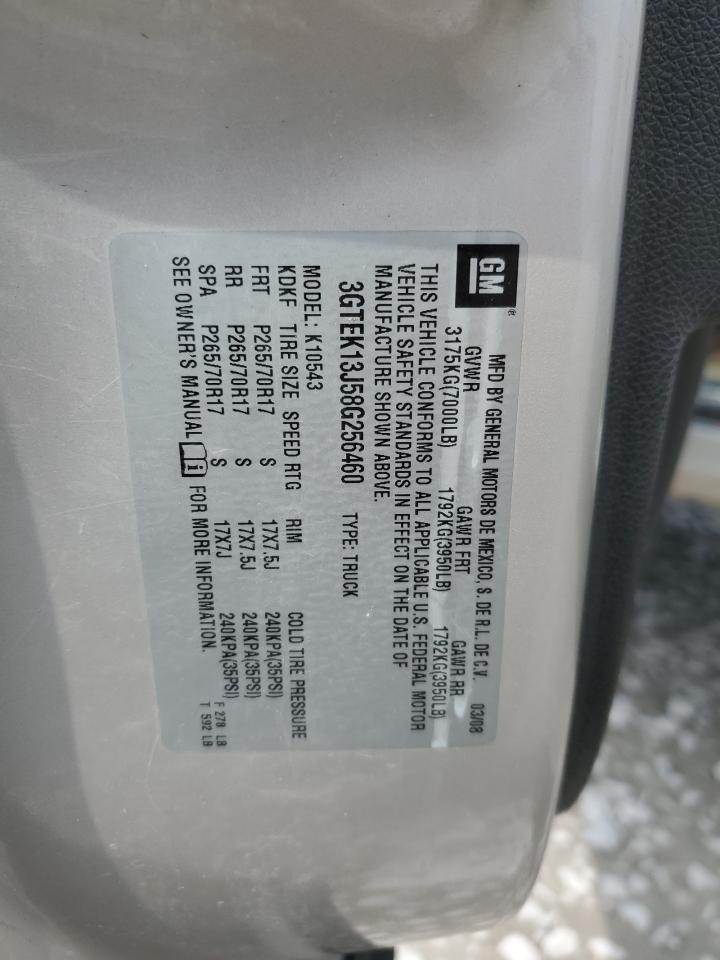 GM ®
MFD BY GENERAL MOTORS DE MEXICO, S. DE R.L. DE C.V. 03/08
GVWR GAWR FRT GAWR RR
3175KG(7000LB) 1792KG(3950LB) 1792KG(3950LB)
THIS VEHICLE CONFORMS TO ALL APPLICABLE U.S. FEDERAL MOTOR
VEHICLE SAFETY STANDARDS IN EFFECT ON THE DATE OF
MANUFACTURE SHOWN ABOVE.
3GTEK13J58G256460 TYPE: TRUCK
MODEL: K10543
KDKF TIRE SIZE SPEED RTG RIM COLD TIRE PRESSURE
FRT P265/70R17 S 17X7.5J 240KPA(35PSI)
RR P265/70R17 S 17X7.5J 240KPA(35PSI)
SPA P265/70R17 S 17X7J 240KPA(35PSI)
SEE OWNER'S MANUAL FOR MORE INFORMATION.
F 278 LB
T 592 LB